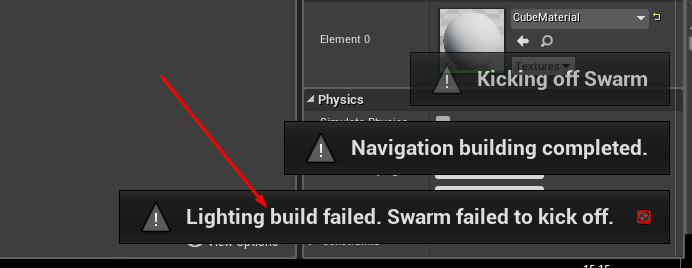 CubeMaterial
Element 0
Textures
Kicking off Swarm
Physics
Simulate Physics
Navigation building completed.
Lighting build failed. Swarm failed to kick off.
View Options
Constraints
15:15